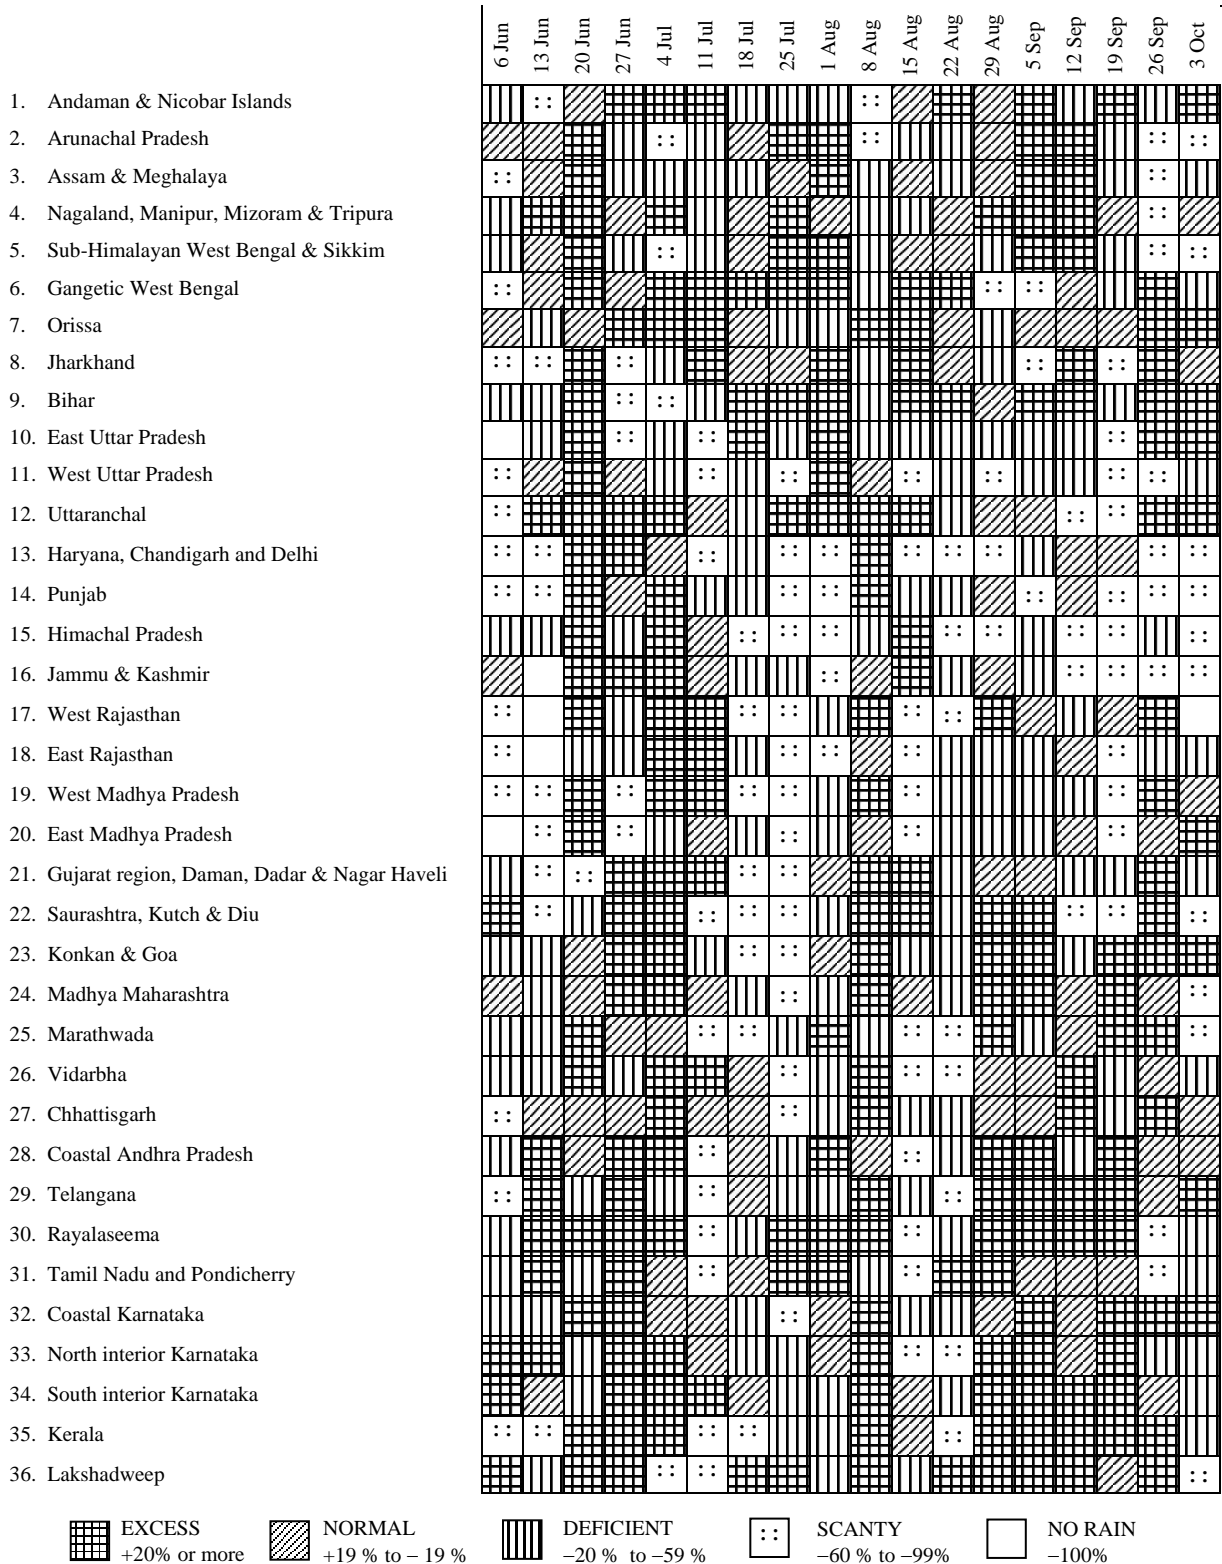 6 Jun 13 Jun 20 Jun 27 Jun 4 Jul 11 Jul 18 Jul 25 Jul 1 Aug 8 Aug 15 Aug 22 Aug 29 Aug 5 Sep 12 Sep 19 Sep 26 Sep 3 Oct
1. Andaman & Nicobar Islands
2. Arunachal Pradesh
3. Assam & Meghalaya
4. Nagaland, Manipur, Mizoram & Tripura
5. Sub-Himalayan West Bengal & Sikkim
6. Gangetic West Bengal
7. Orissa
8. Jharkhand
9. Bihar
10. East Uttar Pradesh
11. West Uttar Pradesh
12. Uttaranchal
13. Haryana, Chandigarh and Delhi
14. Punjab
15. Himachal Pradesh
16. Jammu & Kashmir
17. West Rajasthan
18. East Rajasthan
19. West Madhya Pradesh
20. East Madhya Pradesh
21. Gujarat region, Daman, Dadar & Nagar Haveli
22. Saurashtra, Kutch & Diu
23. Konkan & Goa
24. Madhya Maharashtra
25. Marathwada
26. Vidarbha
27. Chhattisgarh
28. Coastal Andhra Pradesh
29. Telangana
30. Rayalaseema
31. Tamil Nadu and Pondicherry
32. Coastal Karnataka
33. North interior Karnataka
34. South interior Karnataka
35. Kerala
36. Lakshadweep
EXCESS NORMAL DEFICIENT SCANTY NO RAIN
+20% or more +19 % to – 19 % –20 % to –59 % –60 % to –99% –100%